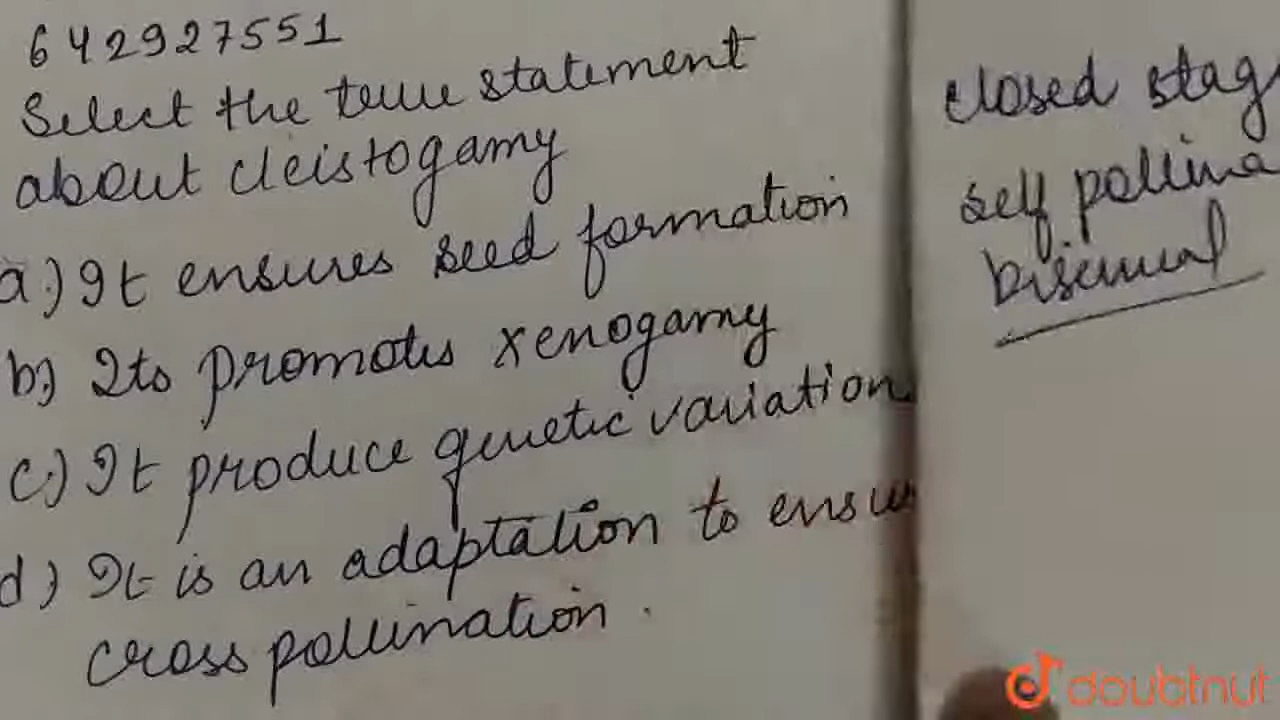 642927551
Select the true statement
about cleistogamy
a.) It ensures seed formation
b.) Its promotes xenogamy
c.) It produce genetic variation
d.) It is an adaptation to ensu
cross pollination.
closed stag
self pollina
bisexual
doubtnut